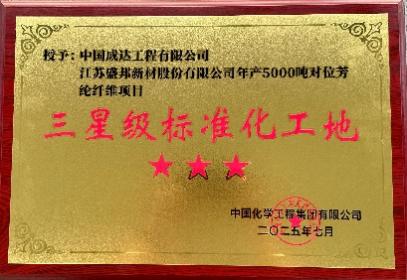 授予：中国成达工程有限公司
江苏盛邦新材股份有限公司年产5000吨对位芳
纶纤维项目
三星级标准化工地
中国化学工程集团有限公司
二〇二五年七月